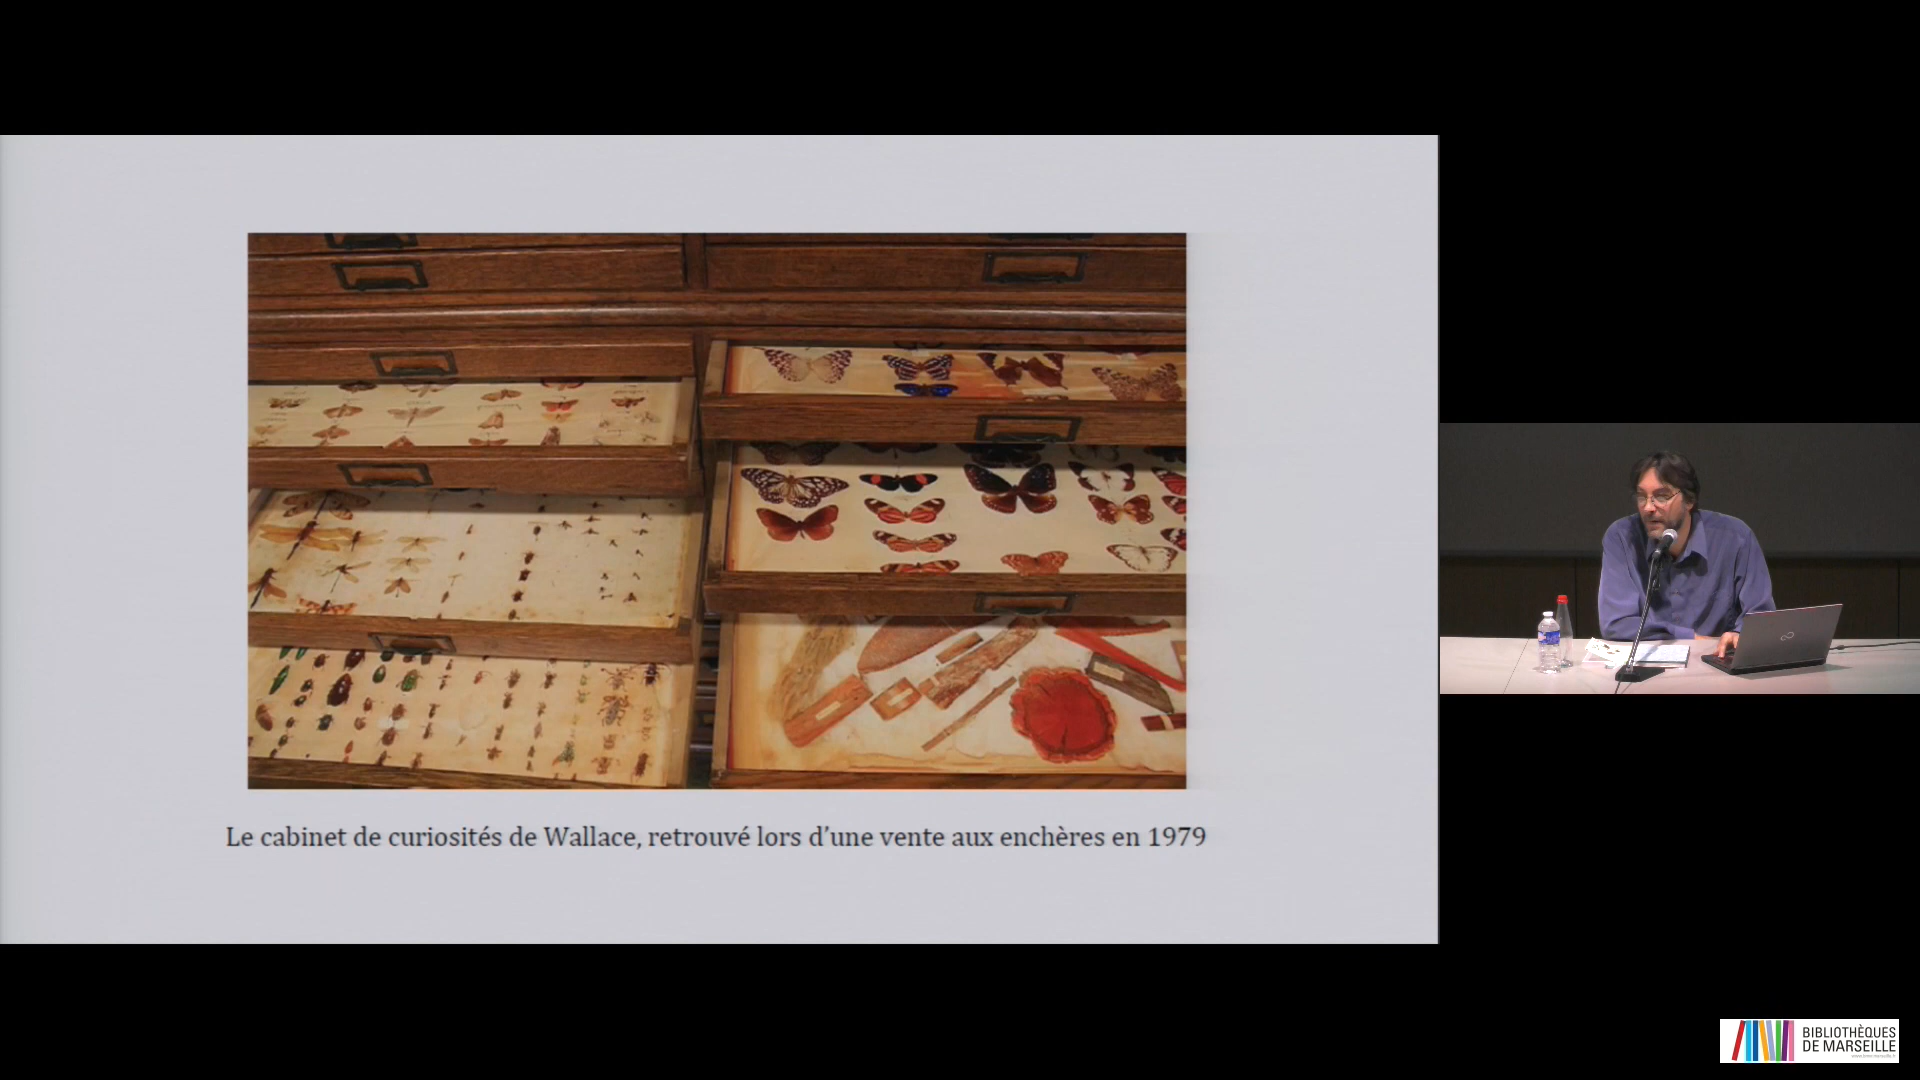 Le cabinet de curiosités de Wallace, retrouvé lors d'une vente aux enchères en 1979
BIBLIOTHÈQUES
DE MARSEILLE